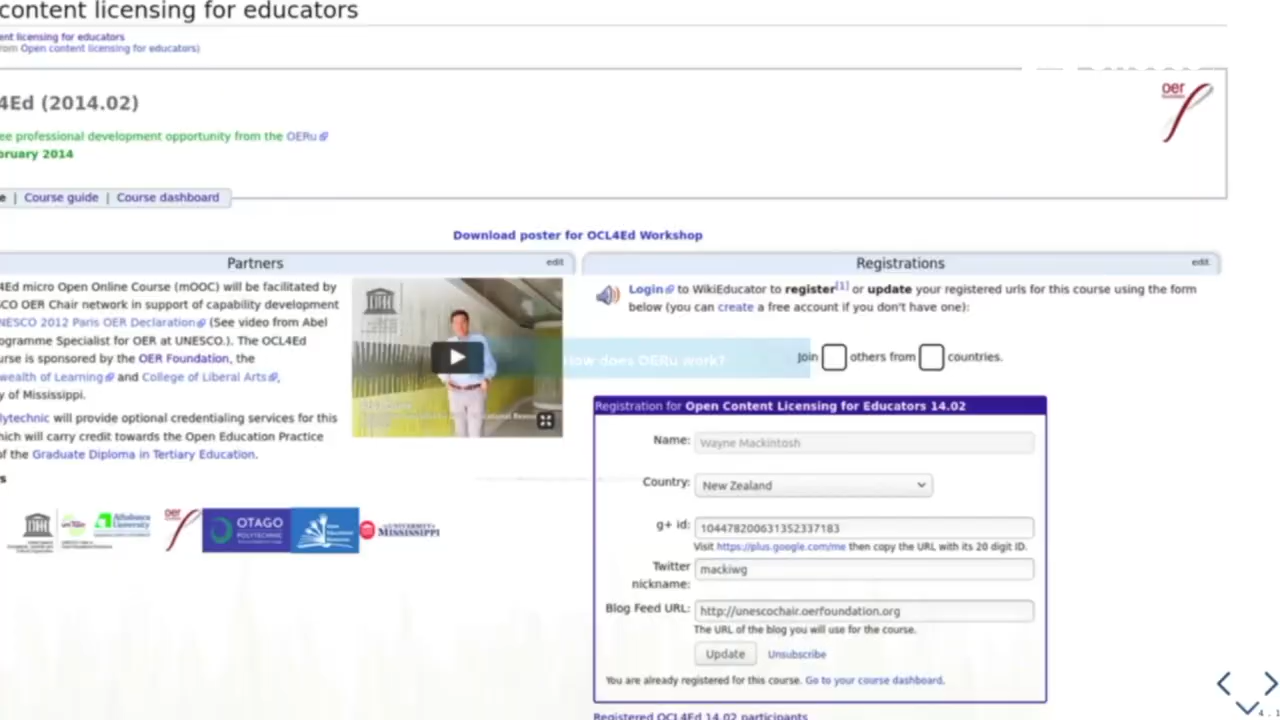 content licensing for educators
ent licensing for educators
rom Open content licensing for educators)
4Ed (2014.02)
ee professional development opportunity from the OERu
bruary 2014
e | Course guide | Course dashboard
oer
Download poster for OCL4Ed Workshop
Partners
edit
4Ed micro Open Online Course (mOOC) will be facilitated by
SCO OER Chair network in support of capability development
NESCO 2012 Paris OER Declaration (See video from Abel
ogramme Specialist for OER at UNESCO.). The OCL4Ed
urse is sponsored by the OER Foundation, the
wealth of Learning and College of Liberal Arts,
y of Mississippi.
lytechnic will provide optional credentialing services for this
hich will carry credit towards the Open Education Practice
of the Graduate Diploma in Tertiary Education.
s
Athabasca University
oer
OTAGO
POLYTECHNIC
MISSISSIPPI
How does OERu work?
Registrations
edit
Login to WikiEducator to register[1] or update your registered urls for this course using the form
below (you can create a free account if you don't have one):
Join others from countries.
Registration for Open Content Licensing for Educators 14.02
Name: Wayne Mackintosh
Country: New Zealand
g+ id: 104478200631352337183
Visit https://plus.google.com/me then copy the URL with its 20 digit ID.
Twitter nickname: mackiwg
Blog Feed URL: http://unescochair.oerfoundation.org
The URL of the blog you will use for the course.
Update Unsubscribe
You are already registered for this course. Go to your course dashboard.
Registered OCL4Ed 14.02 participants
4 . 1